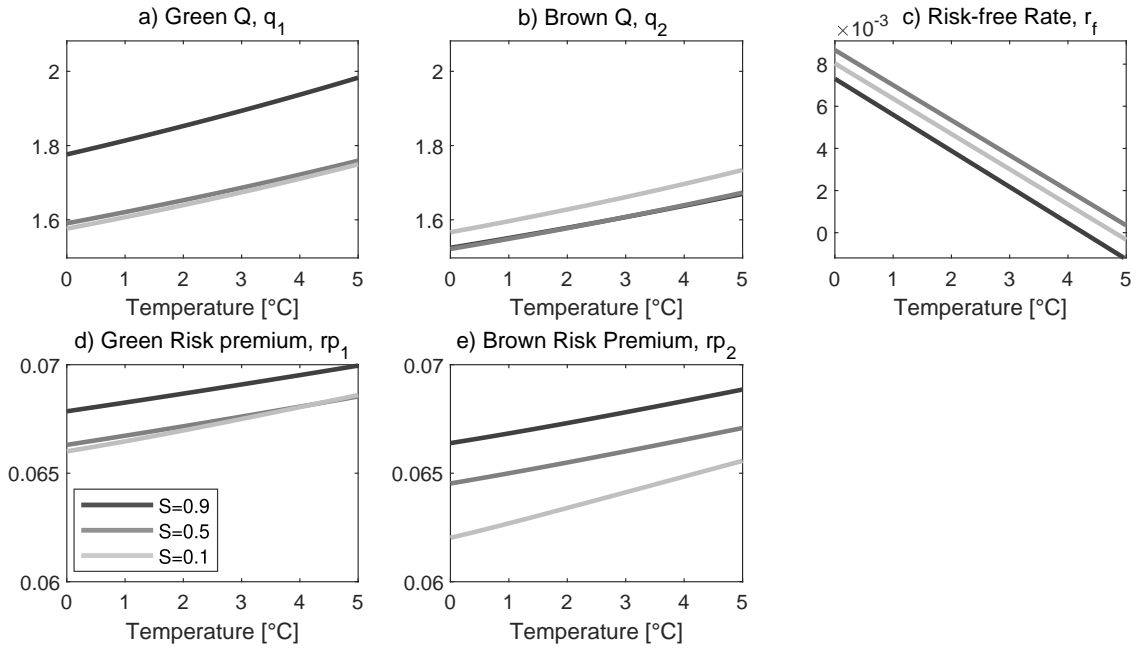 a) Green Q, q1
2
1.8
1.6
0 1 2 3 4 5
Temperature [°C]
b) Brown Q, q2
2
1.8
1.6
0 1 2 3 4 5
Temperature [°C]
×10-3 c) Risk-free Rate, rf
8
6
4
2
0
0 1 2 3 4 5
Temperature [°C]
d) Green Risk premium, rp1
0.07
0.065
0.06
S=0.9
S=0.5
S=0.1
0 1 2 3 4 5
Temperature [°C]
e) Brown Risk Premium, rp2
0.07
0.065
0.06
0 1 2 3 4 5
Temperature [°C]